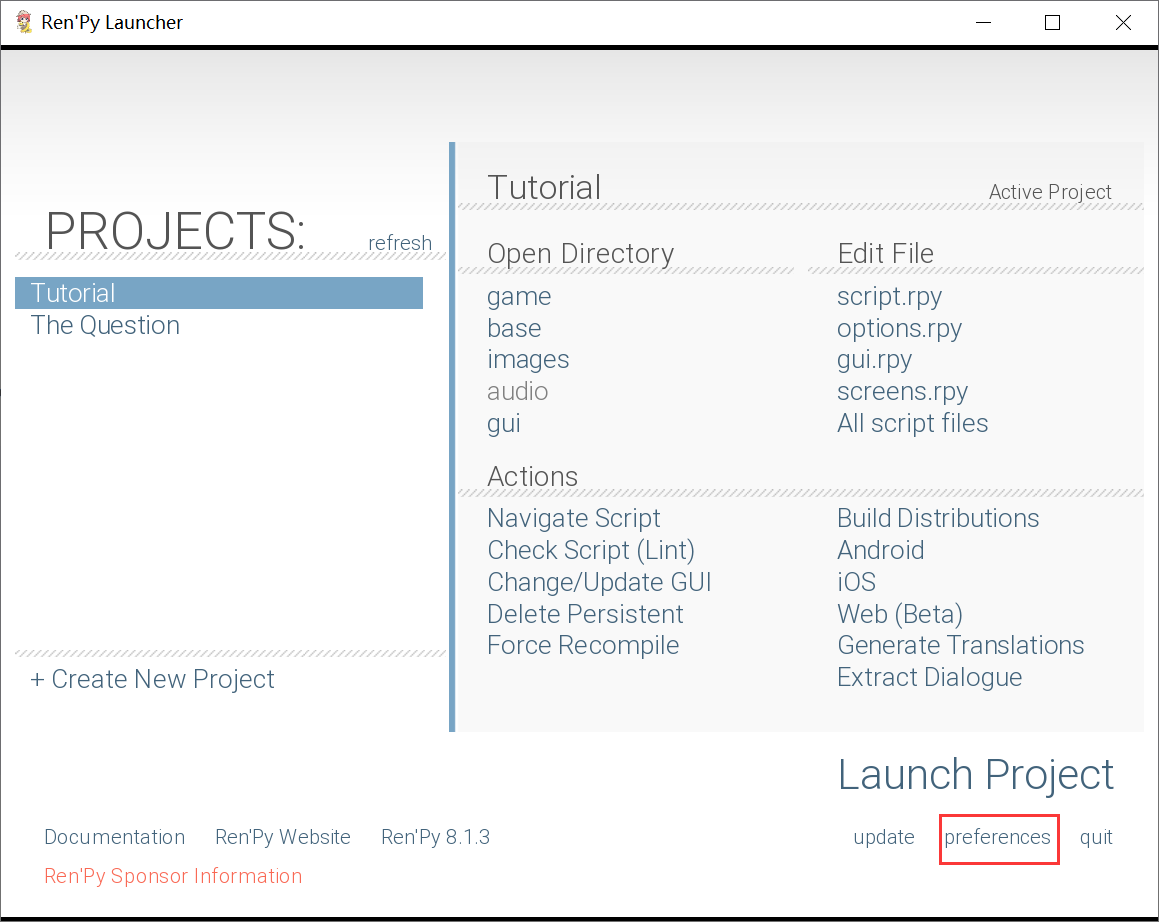 Ren'Py Launcher
PROJECTS:
refresh
Tutorial
The Question
+ Create New Project
Tutorial
Active Project
Open Directory
game
base
images
audio
gui
Edit File
script.rpy
options.rpy
gui.rpy
screens.rpy
All script files
Actions
Navigate Script
Check Script (Lint)
Change/Update GUI
Delete Persistent
Force Recompile
Build Distributions
Android
iOS
Web (Beta)
Generate Translations
Extract Dialogue
Launch Project
Documentation
Ren'Py Website
Ren'Py 8.1.3
update
preferences
quit
Ren'Py Sponsor Information